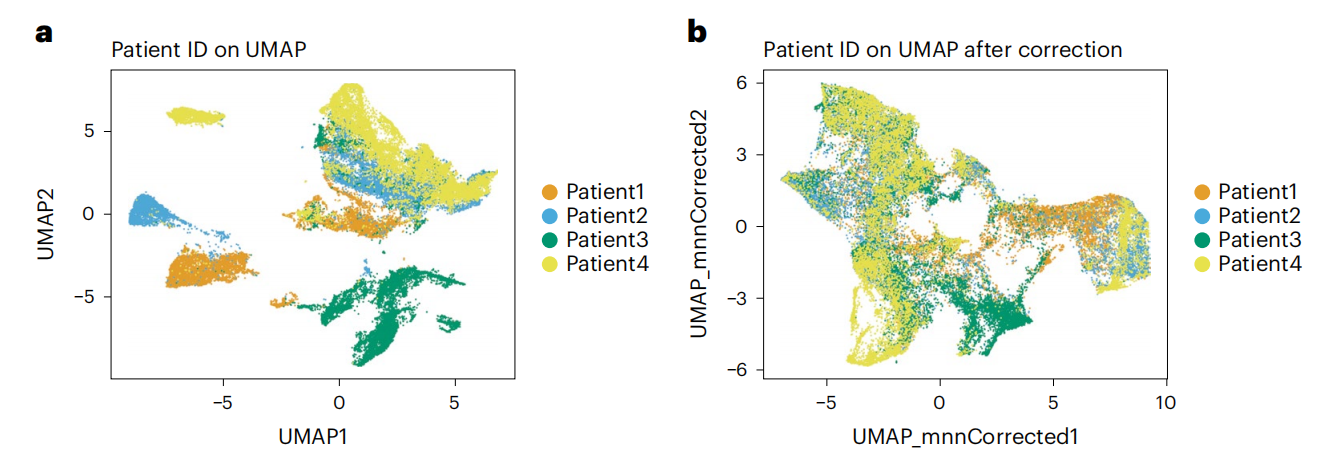 a
Patient ID on UMAP
5
0
−5
UMAP2
−5 0 5
UMAP1
Patient1
Patient2
Patient3
Patient4
b
Patient ID on UMAP after correction
6
3
0
−3
−6
UMAP_mnnCorrected2
−5 0 5 10
UMAP_mnnCorrected1
Patient1
Patient2
Patient3
Patient4